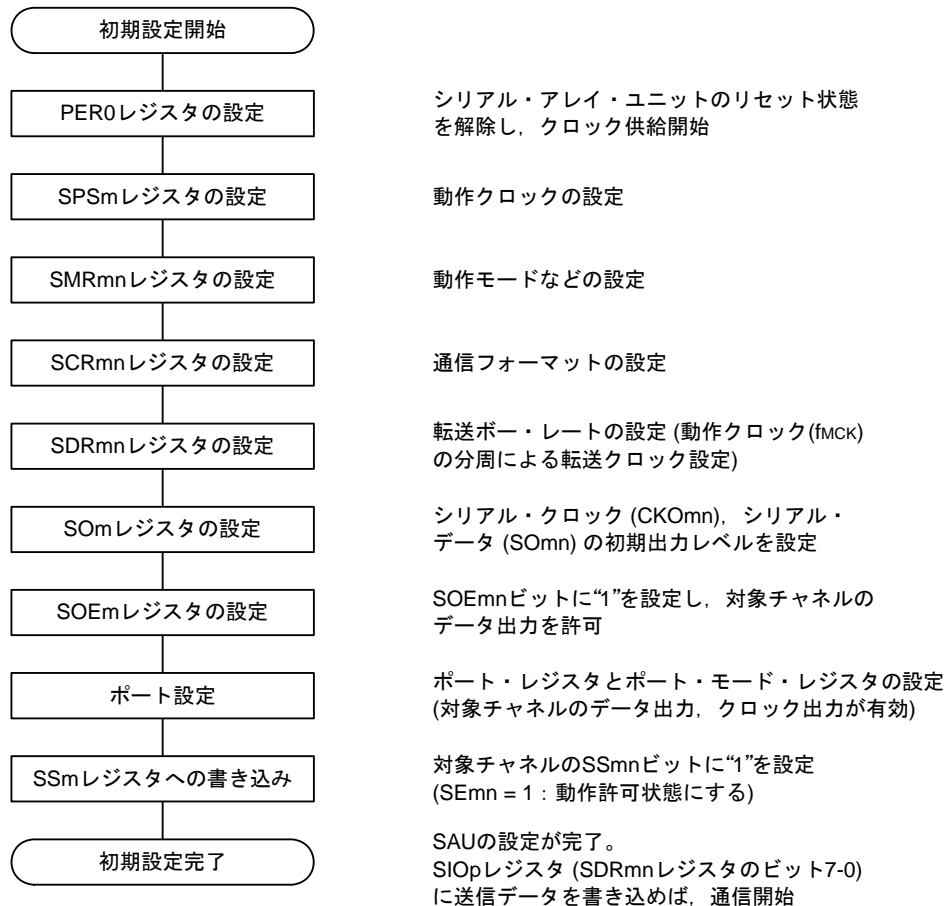 初期設定開始
PER0レジスタの設定
シリアル・アレイ・ユニットのリセット状態
を解除し，クロック供給開始
SPSmレジスタの設定
動作クロックの設定
SMRmnレジスタの設定
動作モードなどの設定
SCRmnレジスタの設定
通信フォーマットの設定
SDRmnレジスタの設定
転送ボー・レートの設定 (動作クロック(fMCK)
の分周による転送クロック設定)
SOmレジスタの設定
シリアル・クロック (CKOmn)，シリアル・
データ (SOmn) の初期出力レベルを設定
SOEmレジスタの設定
SOEmnビットに“1”を設定し，対象チャネルの
データ出力を許可
ポート設定
ポート・レジスタとポート・モード・レジスタの設定
(対象チャネルのデータ出力，クロック出力が有効)
SSmレジスタへの書き込み
対象チャネルのSSmnビットに“1”を設定
(SEmn = 1：動作許可状態にする)
初期設定完了
SAUの設定が完了。
SIOpレジスタ (SDRmnレジスタのビット7-0)
に送信データを書き込めば，通信開始